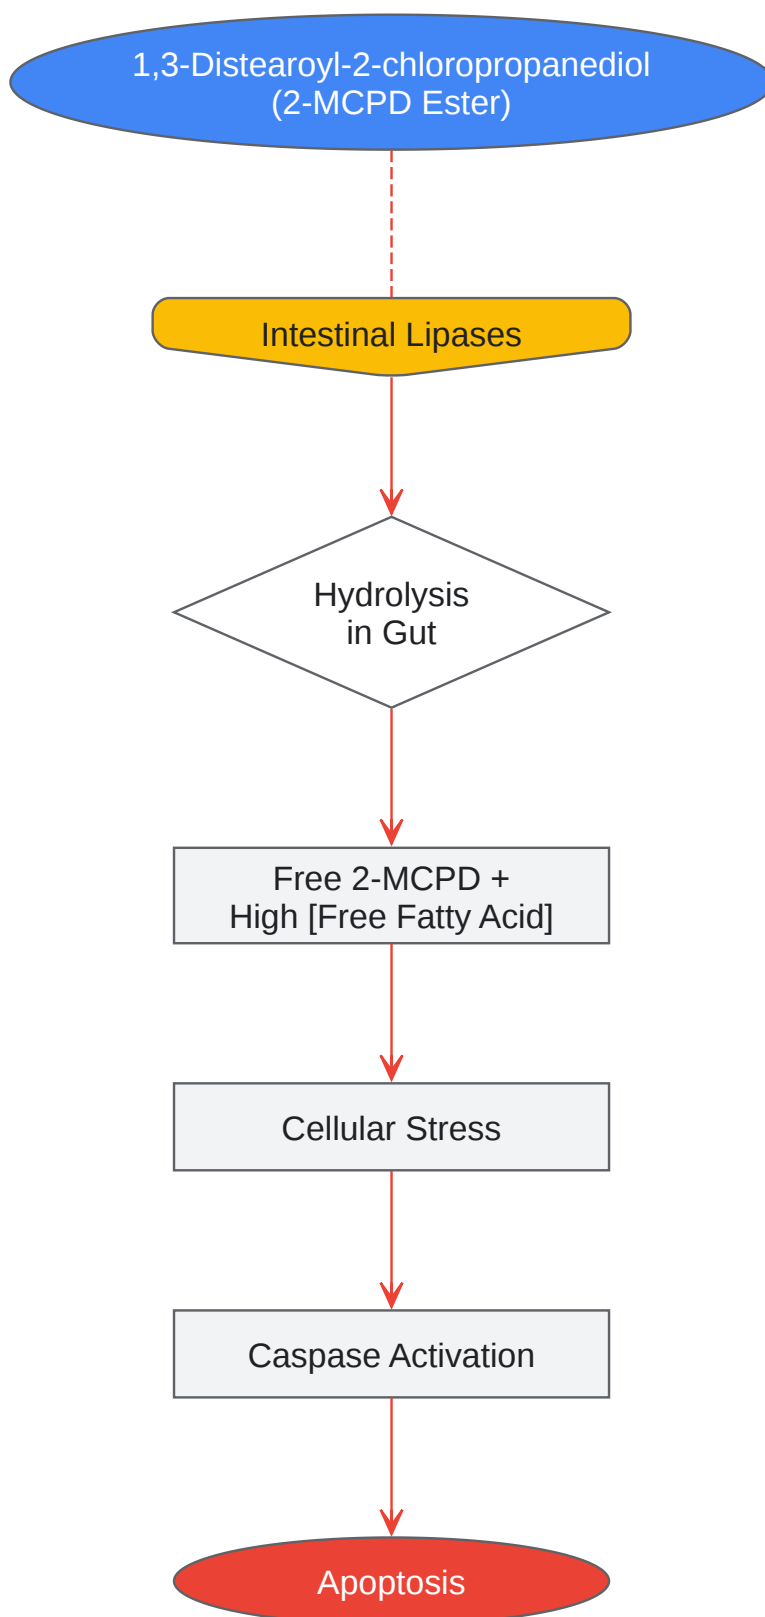 1,3-Distearoyl-2-chloropropanediol
(2-MCPD Ester)
Intestinal Lipases
Hydrolysis
in Gut
Free 2-MCPD +
High [Free Fatty Acid]
Cellular Stress
Caspase Activation
Apoptosis